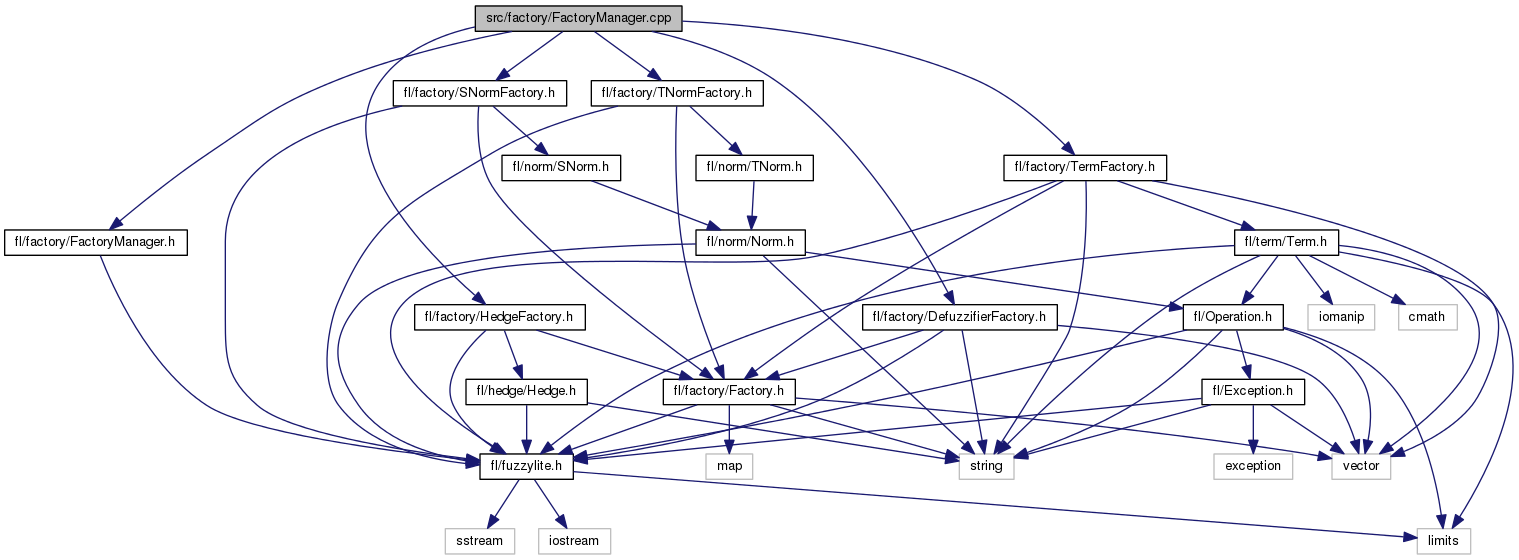 src/factory/FactoryManager.cpp
fl/factory/SNormFactory.h
fl/factory/TNormFactory.h
fl/norm/SNorm.h
fl/norm/TNorm.h
fl/factory/TermFactory.h
fl/factory/FactoryManager.h
fl/norm/Norm.h
fl/term/Term.h
fl/factory/HedgeFactory.h
fl/factory/DefuzzifierFactory.h
fl/Operation.h
iomanip
cmath
fl/hedge/Hedge.h
fl/factory/Factory.h
fl/Exception.h
fl/fuzzylite.h
map
string
exception
vector
sstream
iostream
limits